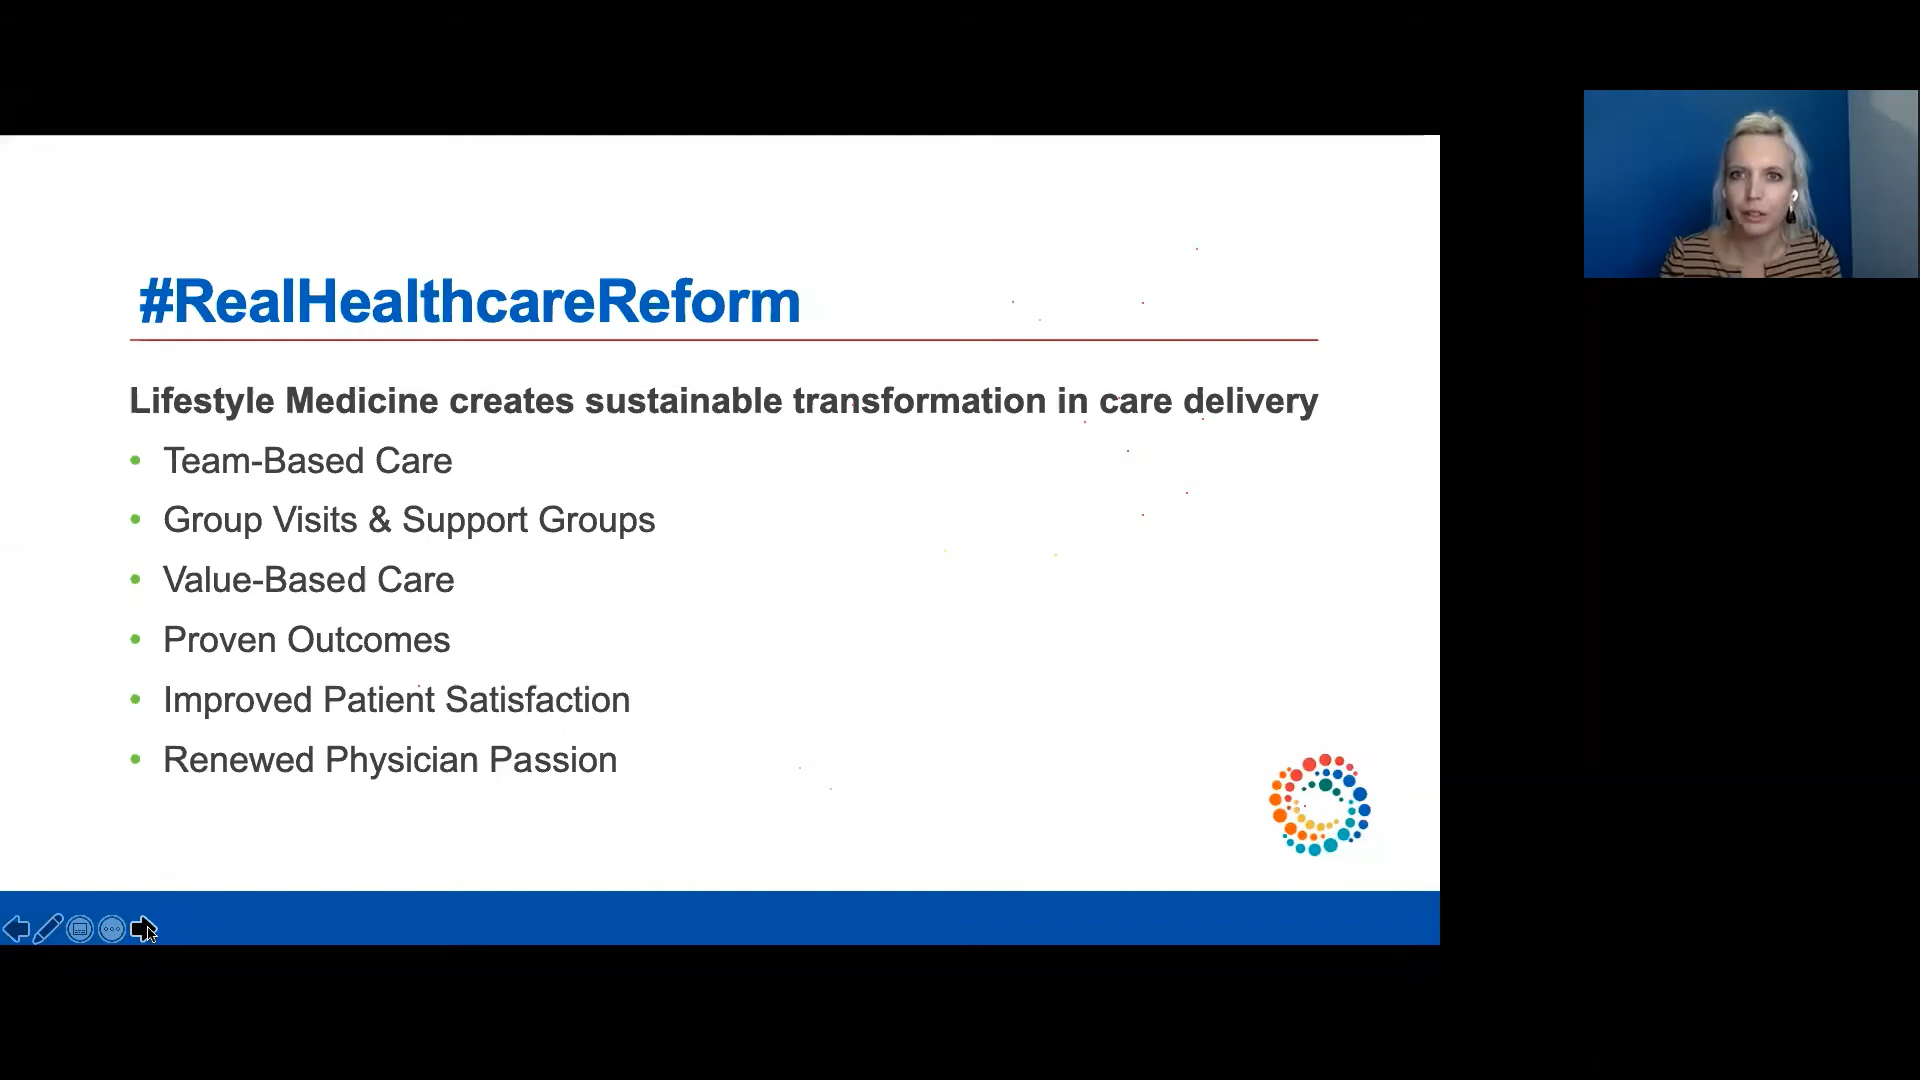 #RealHealthcareReform
Lifestyle Medicine creates sustainable transformation in care delivery
• Team-Based Care
• Group Visits & Support Groups
• Value-Based Care
• Proven Outcomes
• Improved Patient Satisfaction
• Renewed Physician Passion